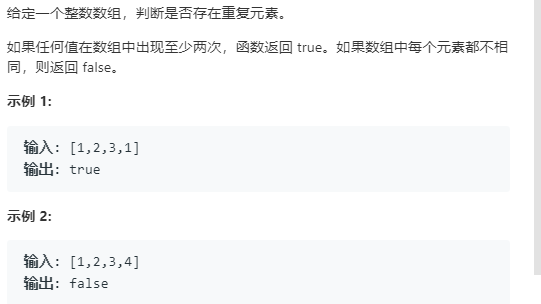 给定一个整数数组，判断是否存在重复元素。
如果任何值在数组中出现至少两次，函数返回 true。如果数组中每个元素都不相
同，则返回 false。
示例 1:
输入: [1,2,3,1]
输出: true
示例 2:
输入: [1,2,3,4]
输出: false